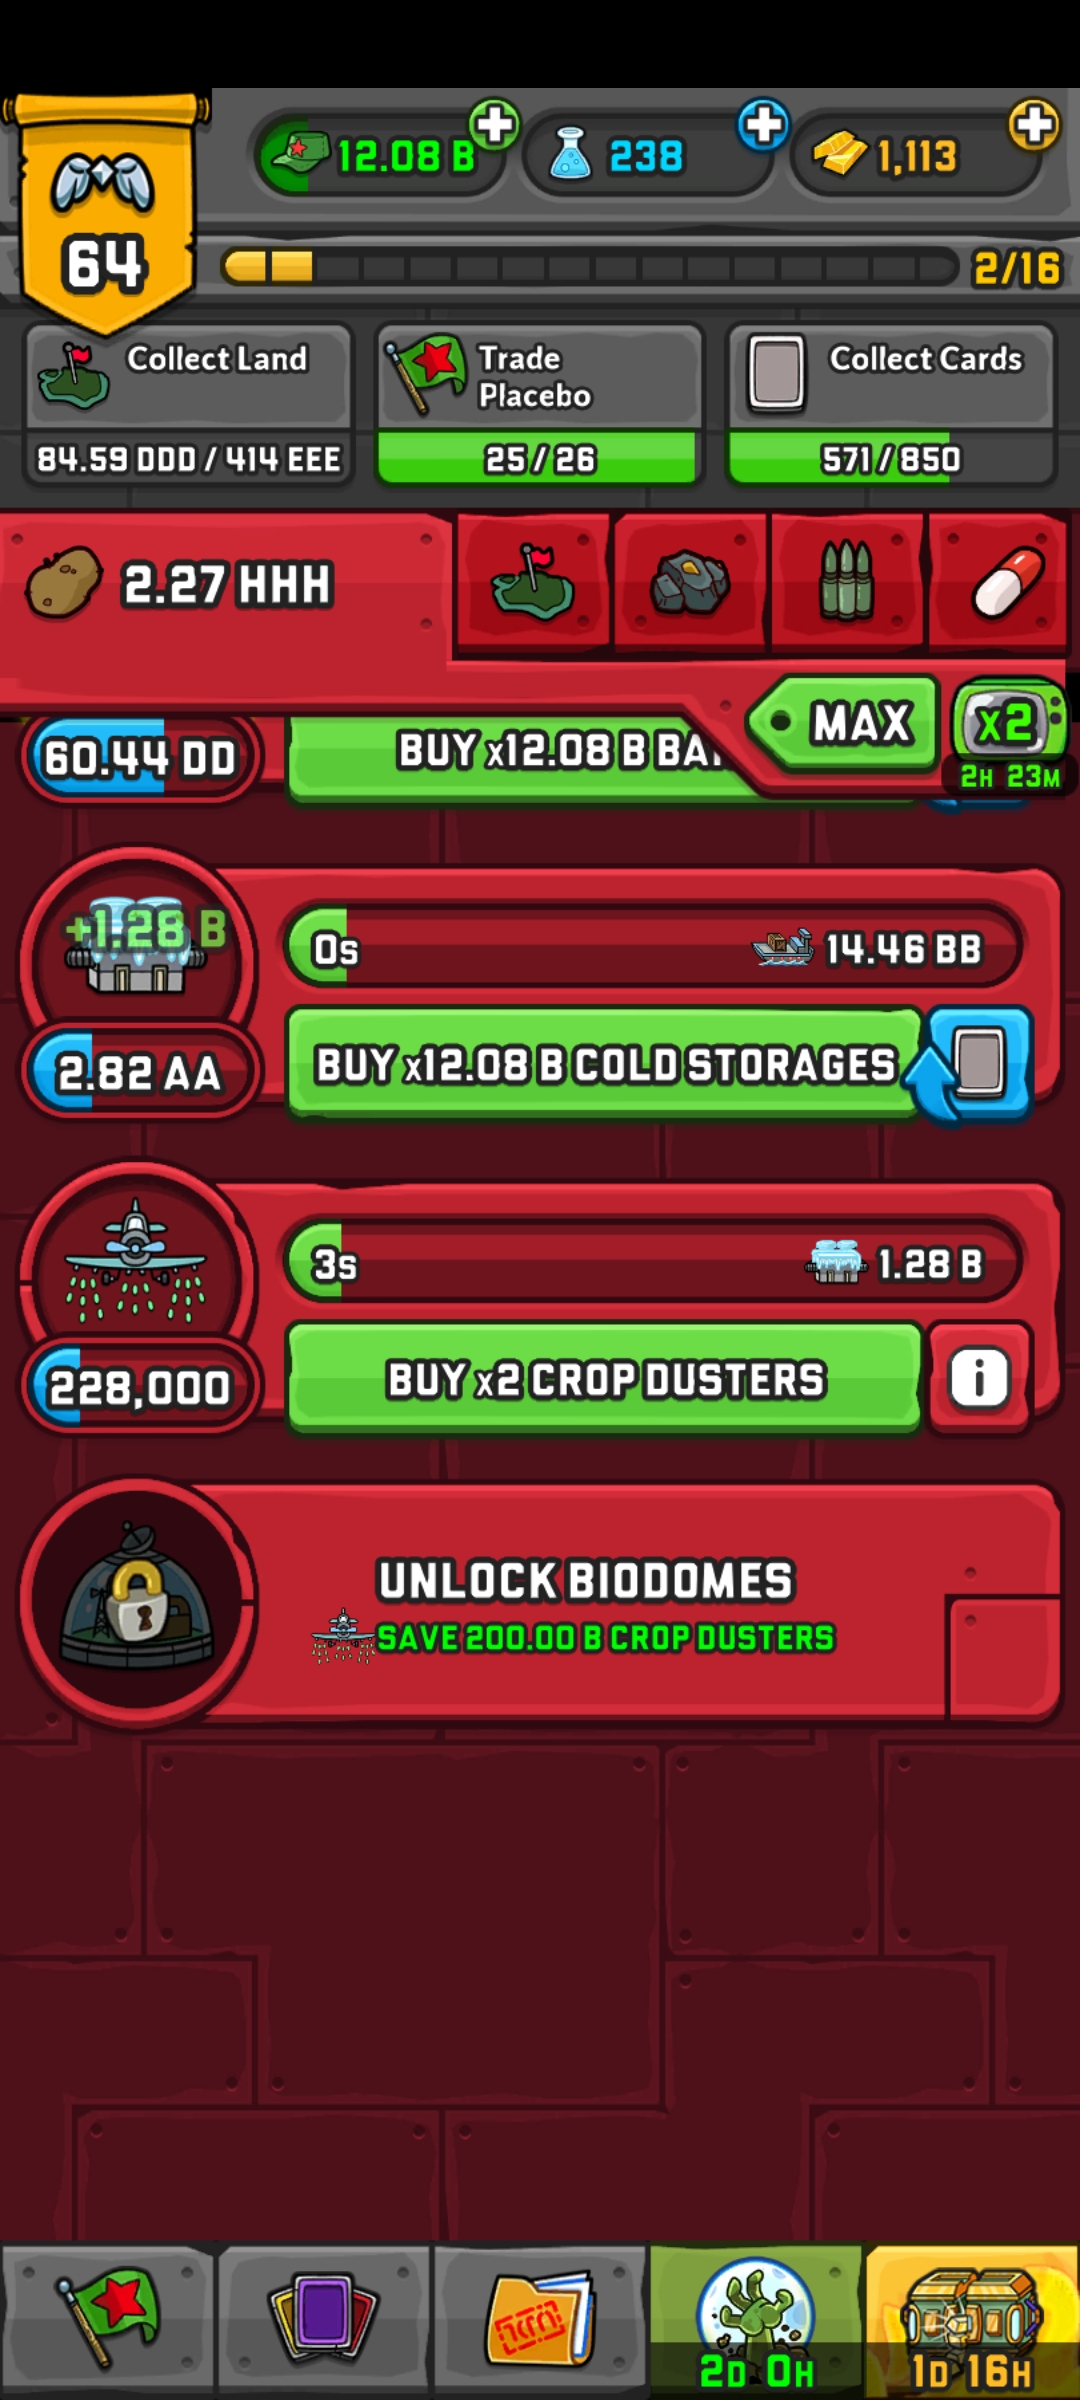 12.08 B
238
1,113
64
2/16
Collect Land
84.59 DDD / 414 EEE
Trade
Placebo
25 / 26
Collect Cards
571 / 850
2.27 HHH
MAX
x2
2H 23M
60.44 DD
BUY x12.08 B
+1.28 B
0s
14.46 BB
2.82 AA
BUY x12.08 B COLD STORAGES
3s
1.28 B
228,000
BUY x2 CROP DUSTERS
i
UNLOCK BIODOMES
SAVE 200.00 B CROP DUSTERS
2D 0H
1D 16H